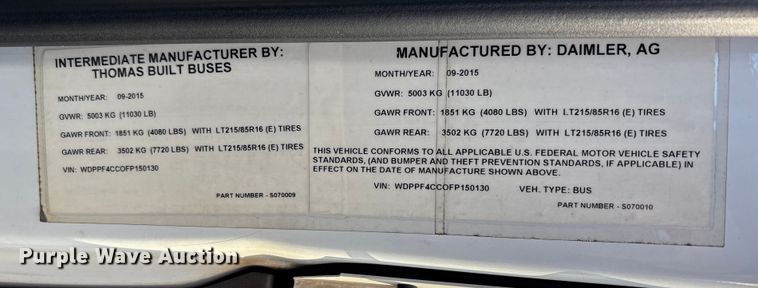 INTERMEDIATE MANUFACTURER BY:
THOMAS BUILT BUSES
MONTH/YEAR: 09-2015
GVWR: 5003 KG (11030 LB)
GAWR FRONT: 1851 KG (4080 LBS) WITH LT215/85R16 (E) TIRES
GAWR REAR: 3502 KG (7720 LBS) WITH LT215/85R16 (E) TIRES
VIN: WDPPF4CCOFP150130
PART NUMBER - S070009
MANUFACTURED BY: DAIMLER, AG
MONTH/YEAR: 09-2015
GVWR: 5003 KG (11030 LB)
GAWR FRONT: 1851 KG (4080 LBS) WITH LT215/85R16 (E) TIRES
GAWR REAR: 3502 KG (7720 LBS) WITH LT215/85R16 (E) TIRES
THIS VEHICLE CONFORMS TO ALL APPLICABLE U.S. FEDERAL MOTOR VEHICLE SAFETY
STANDARDS, (AND BUMPER AND THEFT PREVENTION STANDARDS, IF APPLICABLE) IN
EFFECT ON THE DATE OF MANUFACTURE SHOWN ABOVE.
VIN: WDPPF4CCOFP150130 VEH. TYPE: BUS
PART NUMBER - S070010
Purple Wave Auction